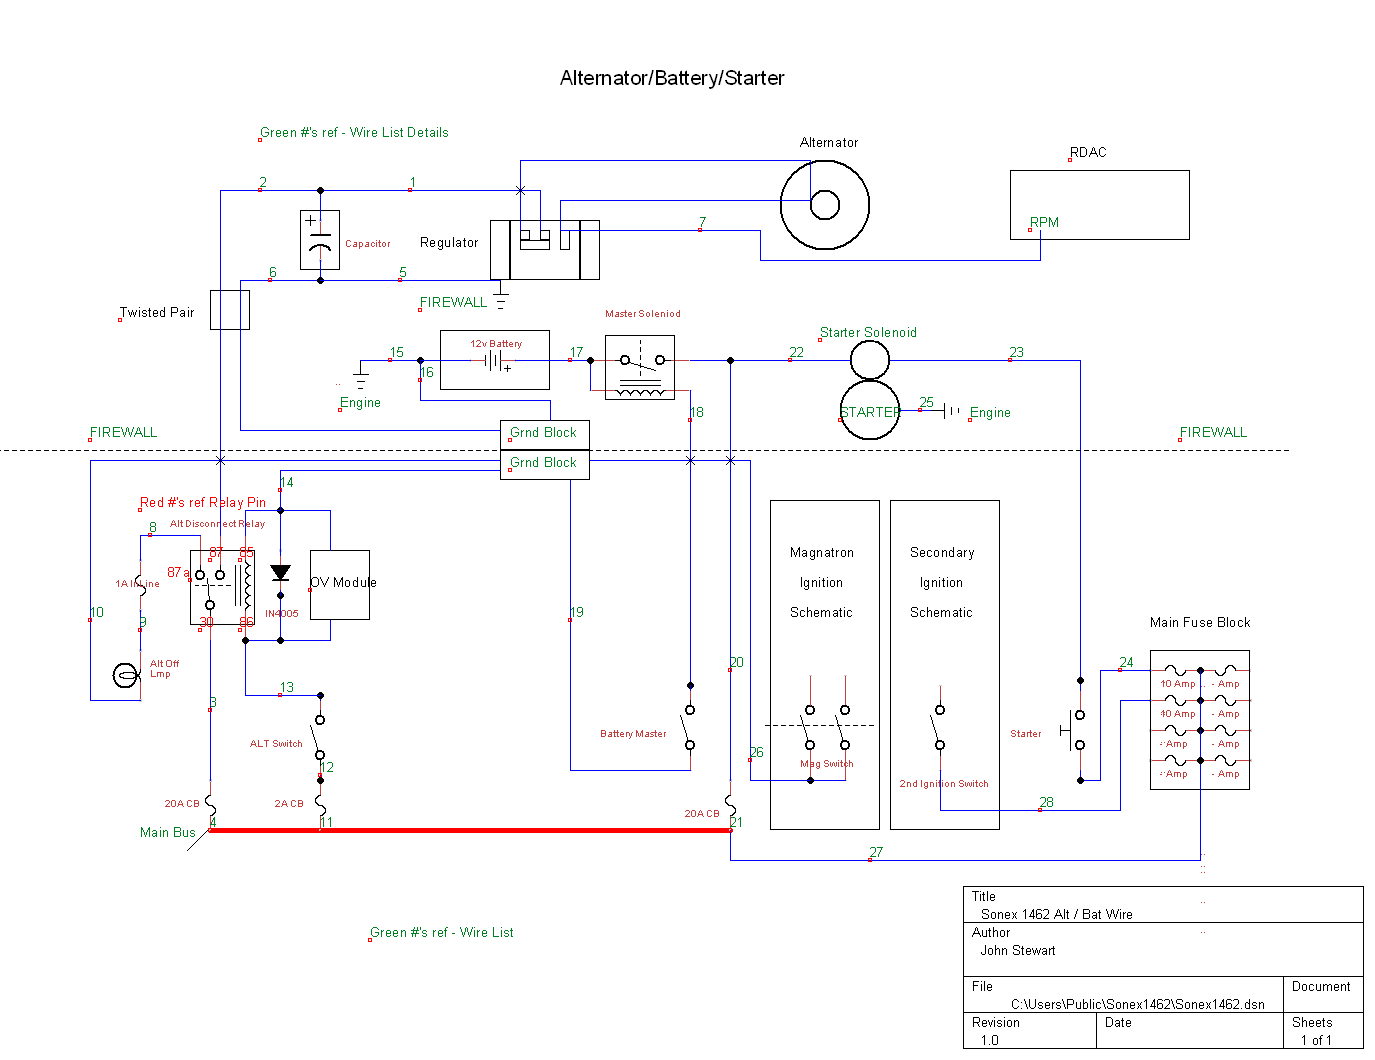 Alternator/Battery/Starter
Green #'s ref - Wire List Details
Alternator
RDAC
2
1
7
RPM
+
Capacitor
Regulator
6
5
FIREWALL
Twisted Pair
Master Soleniod
Starter Solenoid
15
12v Battery
17
22
23
16
+
Engine
18
STARTER
25
Engine
FIREWALL
Grnd Block
FIREWALL
Grnd Block
14
Red #'s ref Relay Pin
8
Alt Disconnect Relay
87
85
87a
1A InLine
OV Module
Magnatron
Ignition
Schematic
Secondary
Ignition
Schematic
10
9
30
86
IN4005
19
Main Fuse Block
Alt Off
Lmp
20
24
10 Amp
- Amp
3
13
10 Amp
- Amp
ALT Switch
Battery Master
Starter
- Amp
- Amp
12
26
Mag Switch
- Amp
- Amp
2nd Ignition Switch
20A CB
2A CB
20A CB
28
Main Bus
4
11
21
27
Green #'s ref - Wire List
Title
Sonex 1462 Alt / Bat Wire
Author
John Stewart
File
C:\Users\Public\Sonex1462\Sonex1462.dsn
Document
Revision
1.0
Date
Sheets
1 of 1